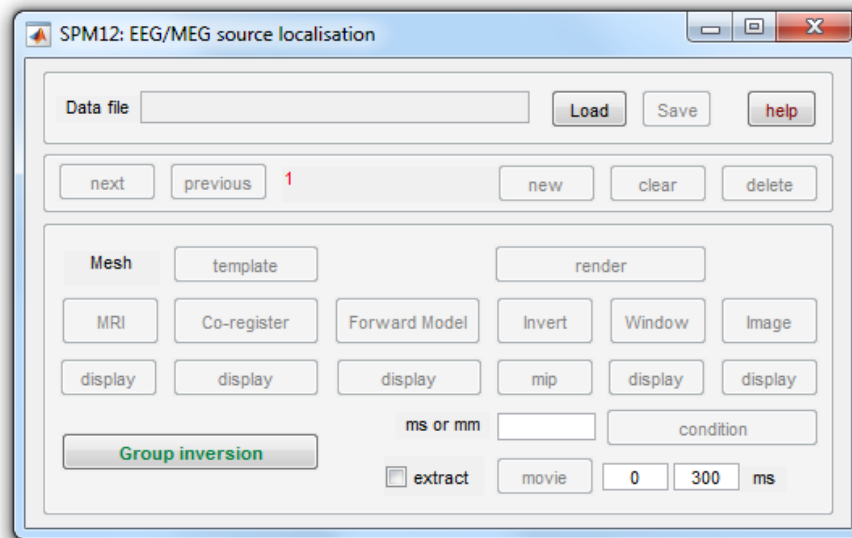 SPM12: EEG/MEG source localisation
Data file Load Save help
next previous 1 new clear delete
Mesh template render
MRI Co-register Forward Model Invert Window Image
display display display mip display display
ms or mm condition
Group inversion
extract movie 0 300 ms